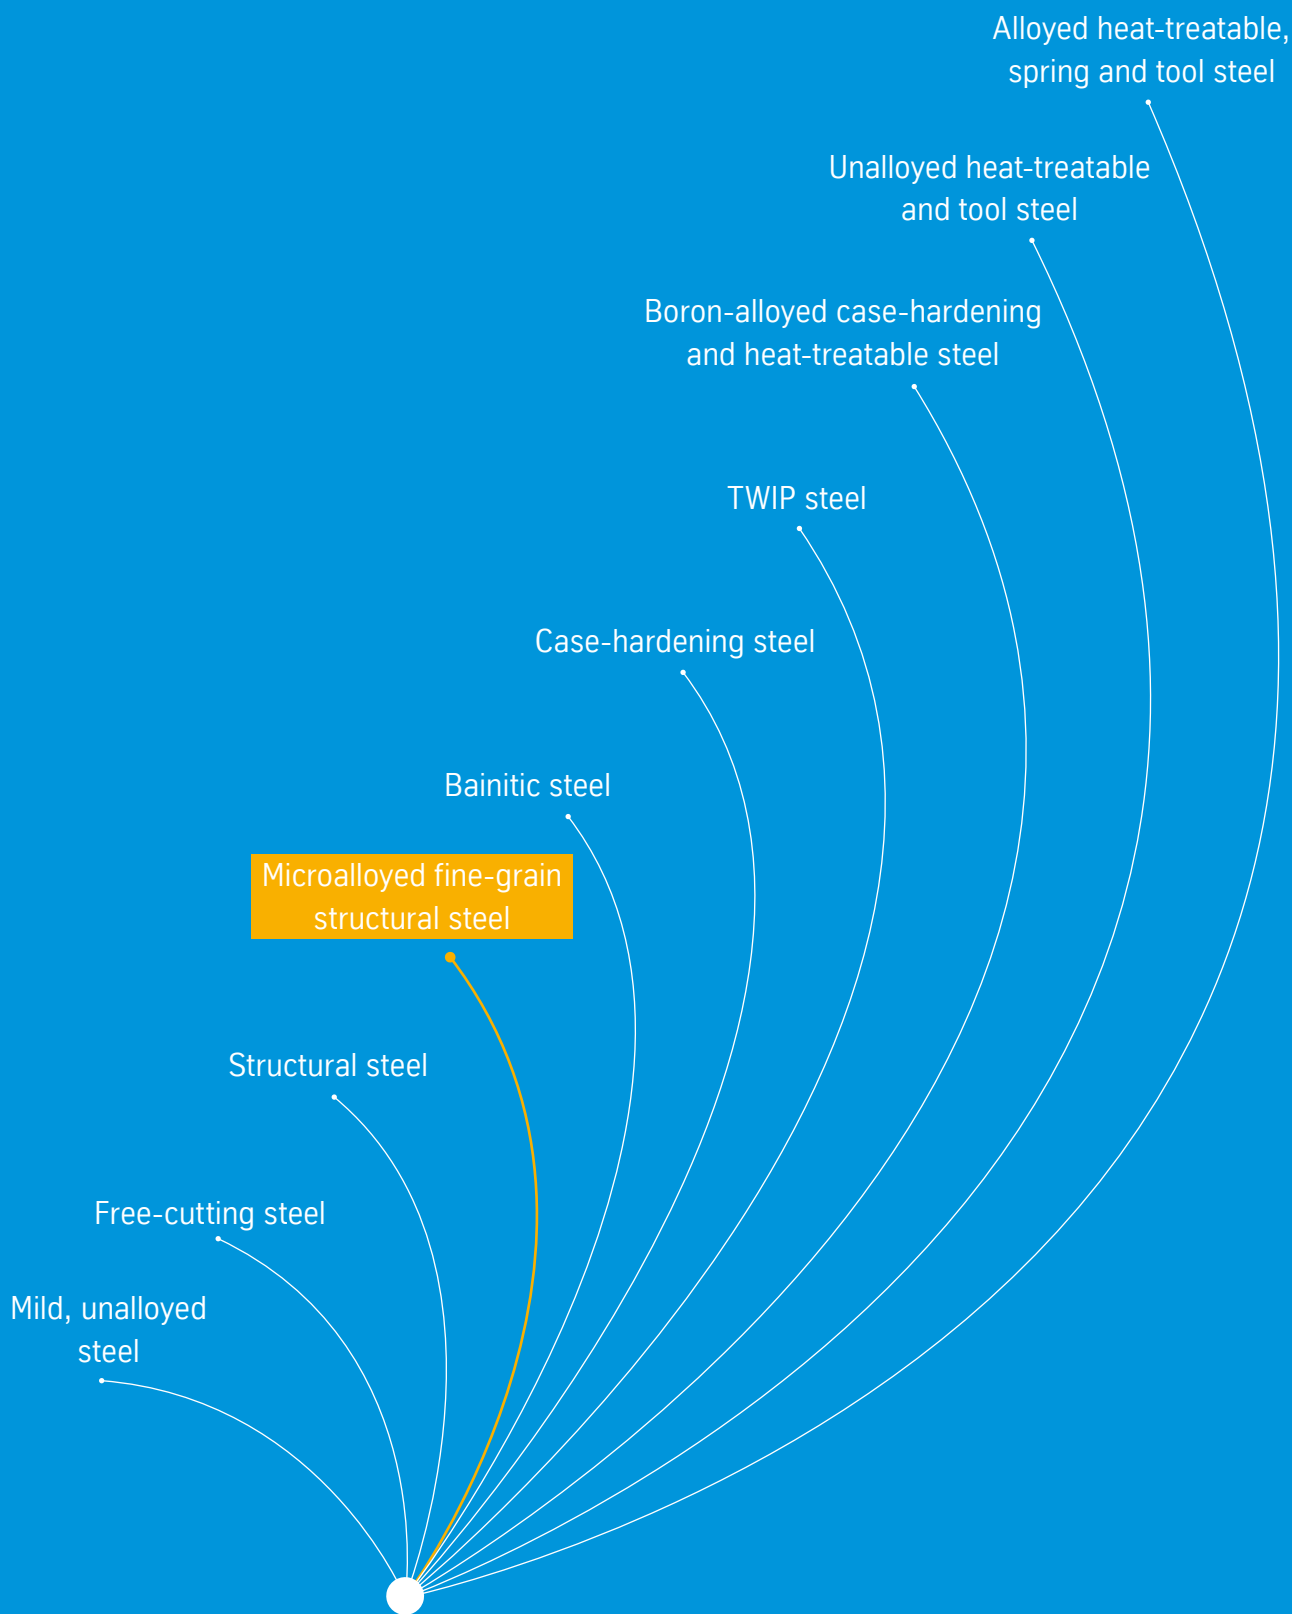 Alloyed heat-treatable,
spring and tool steel
Unalloyed heat-treatable
and tool steel
Boron-alloyed case-hardening
and heat-treatable steel
TWIP steel
Case-hardening steel
Bainitic steel
Microalloyed fine-grain
structural steel
Structural steel
Free-cutting steel
Mild, unalloyed
steel